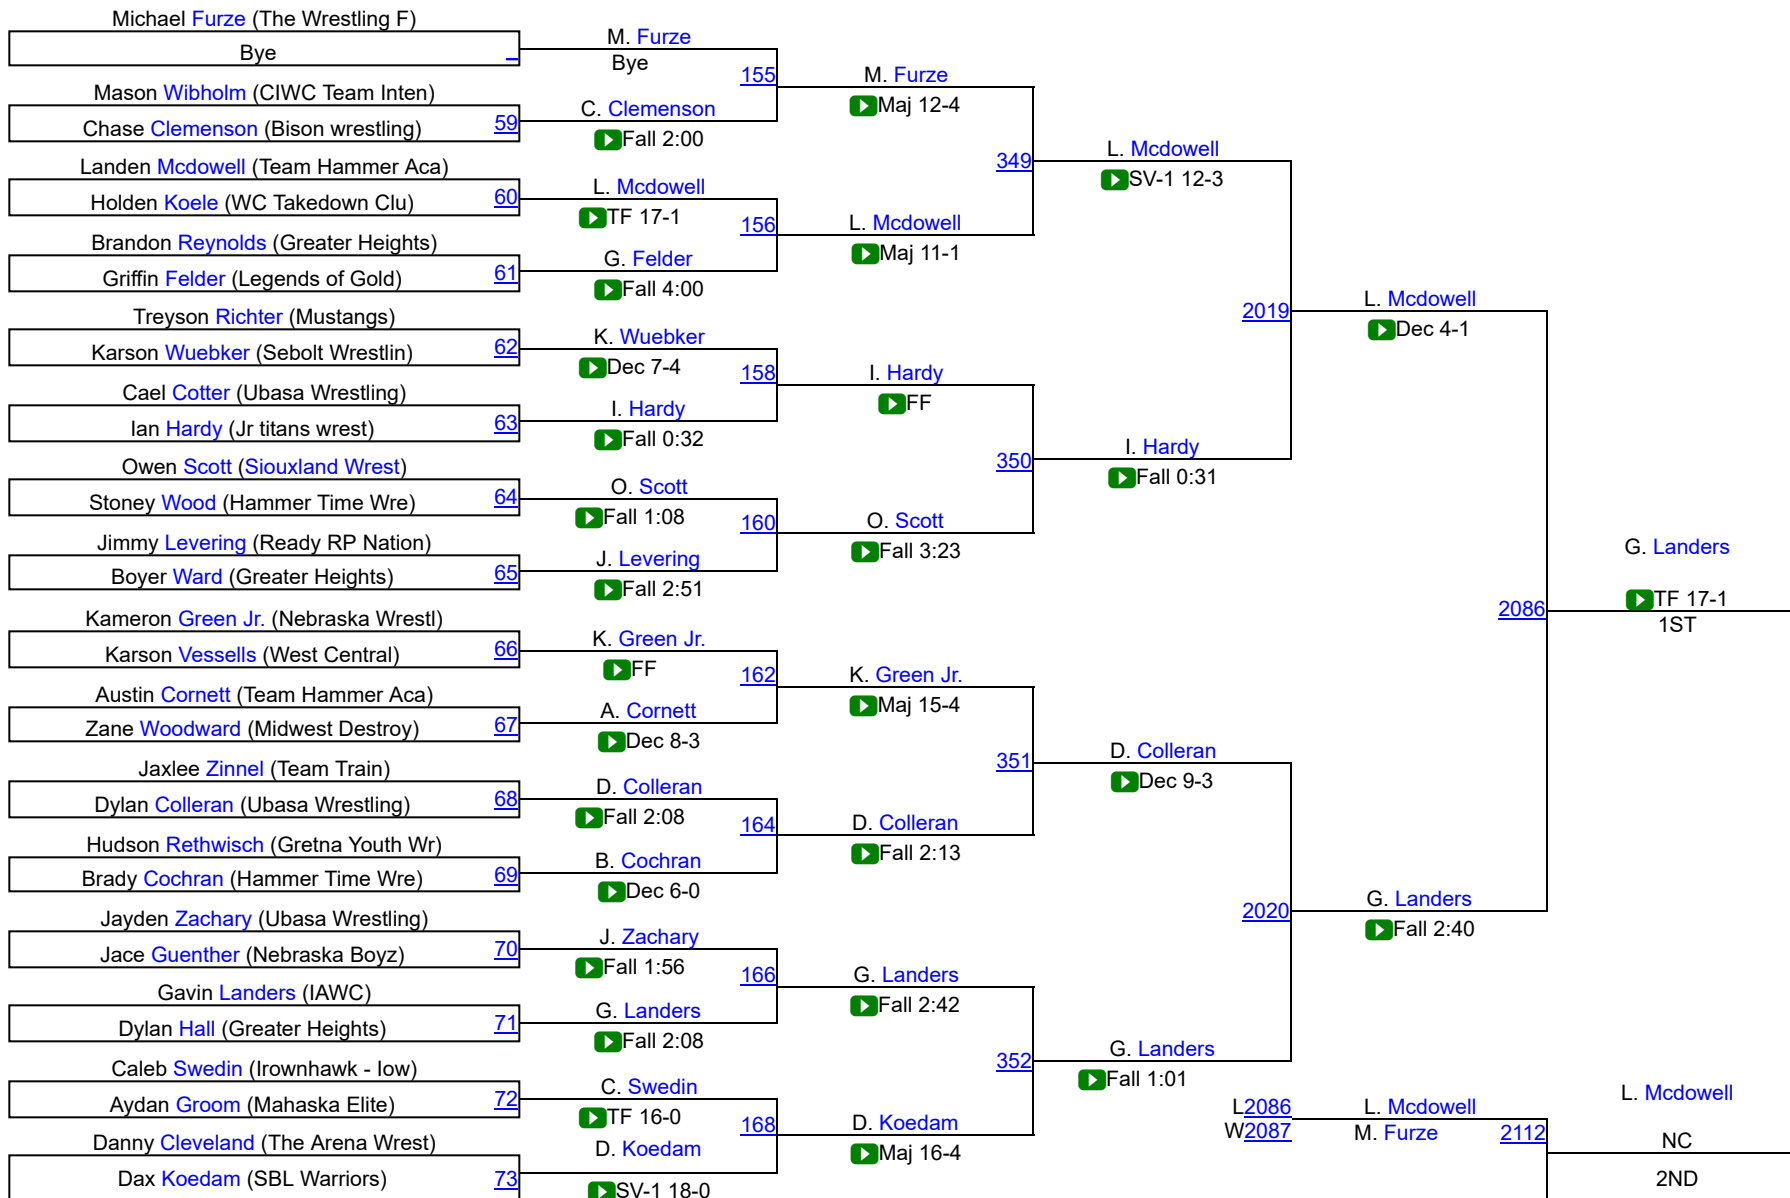 Michael Furze (The Wrestling F)
Bye
_
M. Furze
Bye
155
Mason Wibholm (CIWC Team Inten)
Chase Clemenson (Bison wrestling)
59
C. Clemenson
Fall 2:00
M. Furze
Maj 12-4
Landen Mcdowell (Team Hammer Aca)
Holden Koele (WC Takedown Clu)
60
L. Mcdowell
TF 17-1
156
Brandon Reynolds (Greater Heights)
Griffin Felder (Legends of Gold)
61
G. Felder
Fall 4:00
L. Mcdowell
Maj 11-1
349
L. Mcdowell
SV-1 12-3
Treyson Richter (Mustangs)
Karson Wuebker (Sebolt Wrestlin)
62
K. Wuebker
Dec 7-4
158
Cael Cotter (Ubasa Wrestling)
Ian Hardy (Jr titans wrest)
63
I. Hardy
Fall 0:32
I. Hardy
FF
Owen Scott (Siouxland Wrest)
Stoney Wood (Hammer Time Wre)
64
O. Scott
Fall 1:08
160
Jimmy Levering (Ready RP Nation)
Boyer Ward (Greater Heights)
65
J. Levering
Fall 2:51
O. Scott
Fall 3:23
350
I. Hardy
Fall 0:31
2019
L. Mcdowell
Dec 4-1
Kameron Green Jr. (Nebraska Wrestl)
Karson Vessells (West Central)
66
K. Green Jr.
FF
162
Austin Cornett (Team Hammer Aca)
Zane Woodward (Midwest Destroy)
67
A. Cornett
Dec 8-3
K. Green Jr.
Maj 15-4
Jaxlee Zinnel (Team Train)
Dylan Colleran (Ubasa Wrestling)
68
D. Colleran
Fall 2:08
164
Hudson Rethwisch (Gretna Youth Wr)
Brady Cochran (Hammer Time Wre)
69
B. Cochran
Dec 6-0
D. Colleran
Fall 2:13
351
D. Colleran
Dec 9-3
Jayden Zachary (Ubasa Wrestling)
Jace Guenther (Nebraska Boyz)
70
J. Zachary
Fall 1:56
166
Gavin Landers (IAWC)
Dylan Hall (Greater Heights)
71
G. Landers
Fall 2:08
G. Landers
Fall 2:42
Caleb Swedin (Irownhawk - Iow)
Aydan Groom (Mahaska Elite)
72
C. Swedin
TF 16-0
168
Danny Cleveland (The Arena Wrest)
Dax Koedam (SBL Warriors)
73
D. Koedam
SV-1 18-0
D. Koedam
Maj 16-4
352
G. Landers
Fall 1:01
2020
G. Landers
Fall 2:40
2086
G. Landers
TF 17-1
1ST
L2086
W2087
L. Mcdowell
M. Furze
2112
L. Mcdowell
NC
2ND